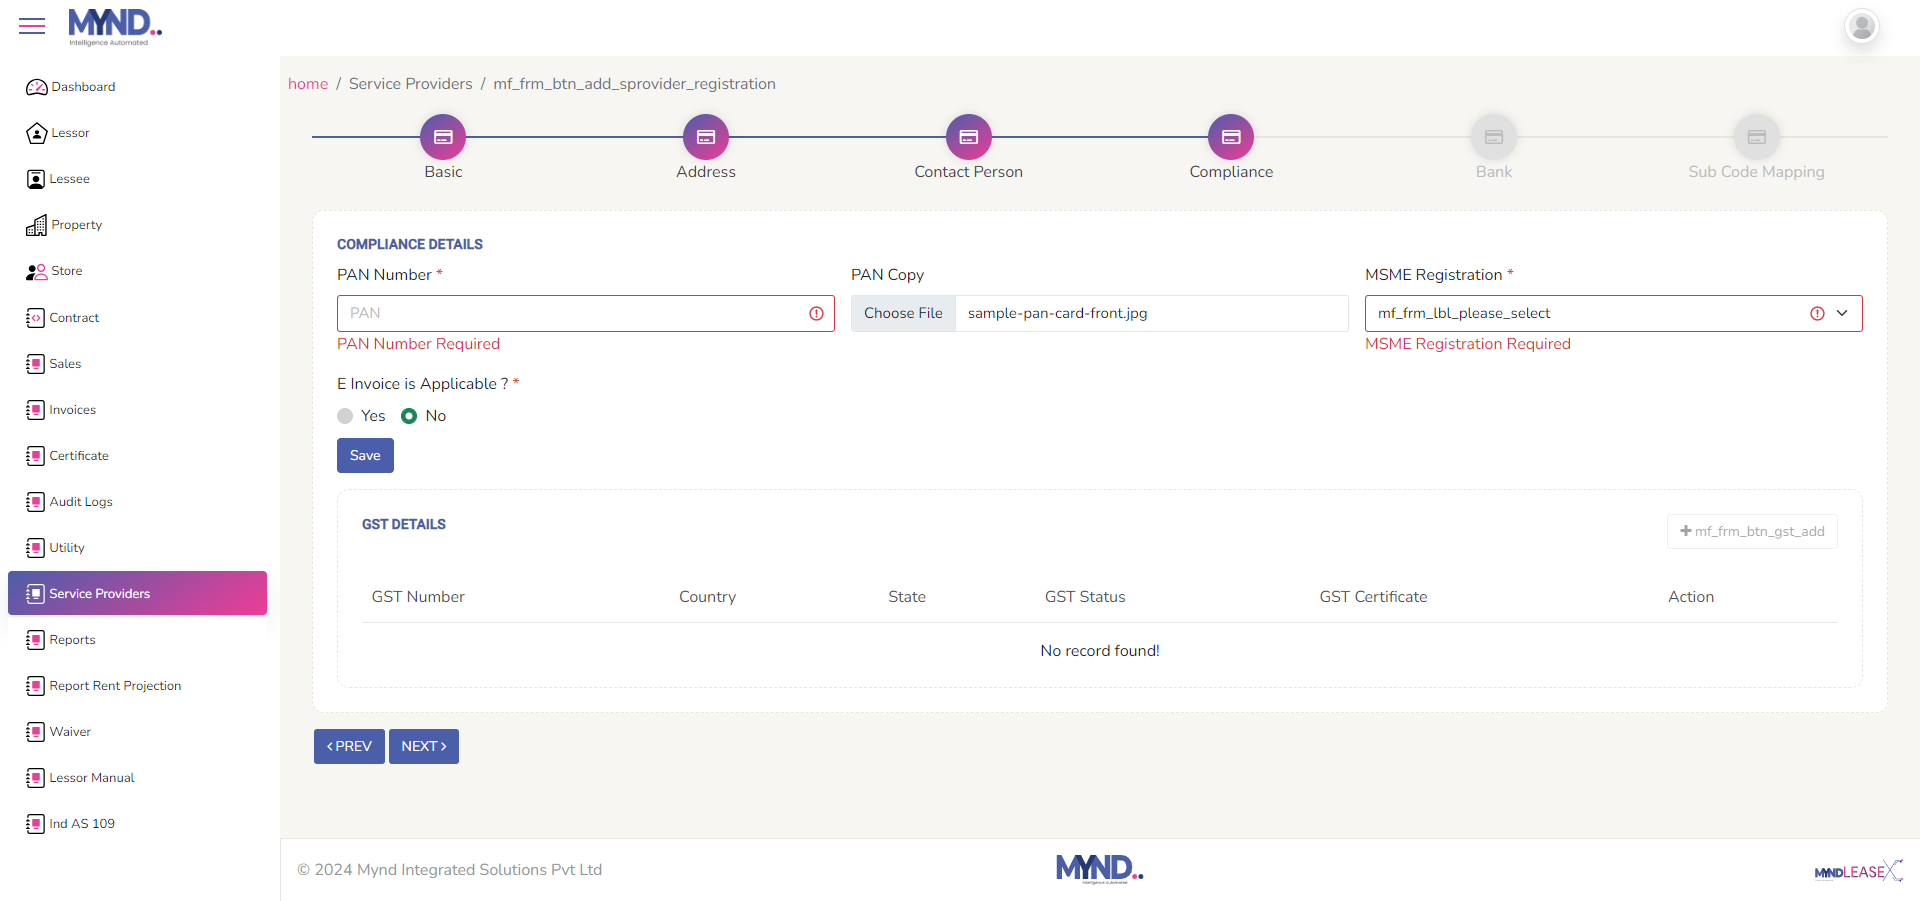 MYND..
Intelligence Automated
Dashboard
Lessor
Lessee
Property
Store
Contract
Sales
Invoices
Certificate
Audit Logs
Utility
Service Providers
Reports
Report Rent Projection
Waiver
Lessor Manual
Ind AS 109
home / Service Providers / mf_frm_btn_add_sprovider_registration
Basic
Address
Contact Person
Compliance
Bank
Sub Code Mapping
COMPLIANCE DETAILS
PAN Number *
PAN
PAN Number Required
PAN Copy
Choose File sample-pan-card-front.jpg
MSME Registration *
mf_frm_lbl_please_select
MSME Registration Required
E Invoice is Applicable ? *
Yes No
Save
GST DETAILS
+ mf_frm_btn_gst_add
GST Number Country State GST Status GST Certificate Action
No record found!
‹ PREV NEXT ›
© 2024 Mynd Integrated Solutions Pvt Ltd
MYND..
Intelligence Automated
MYND LEASEX